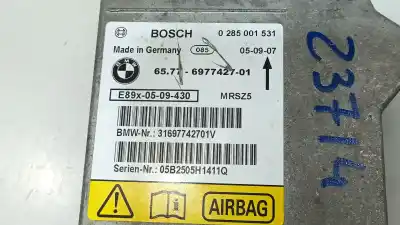 BOSCH 0 285 001 531
Made in Germany 085 05-09-07
BMW
65.77 - 6977427-01
E89x-05-09-430 MRSZ5
BMW-Nr.: 31697742701V
Serien-Nr.: 05B2505H1411Q
AIRBAG
23714